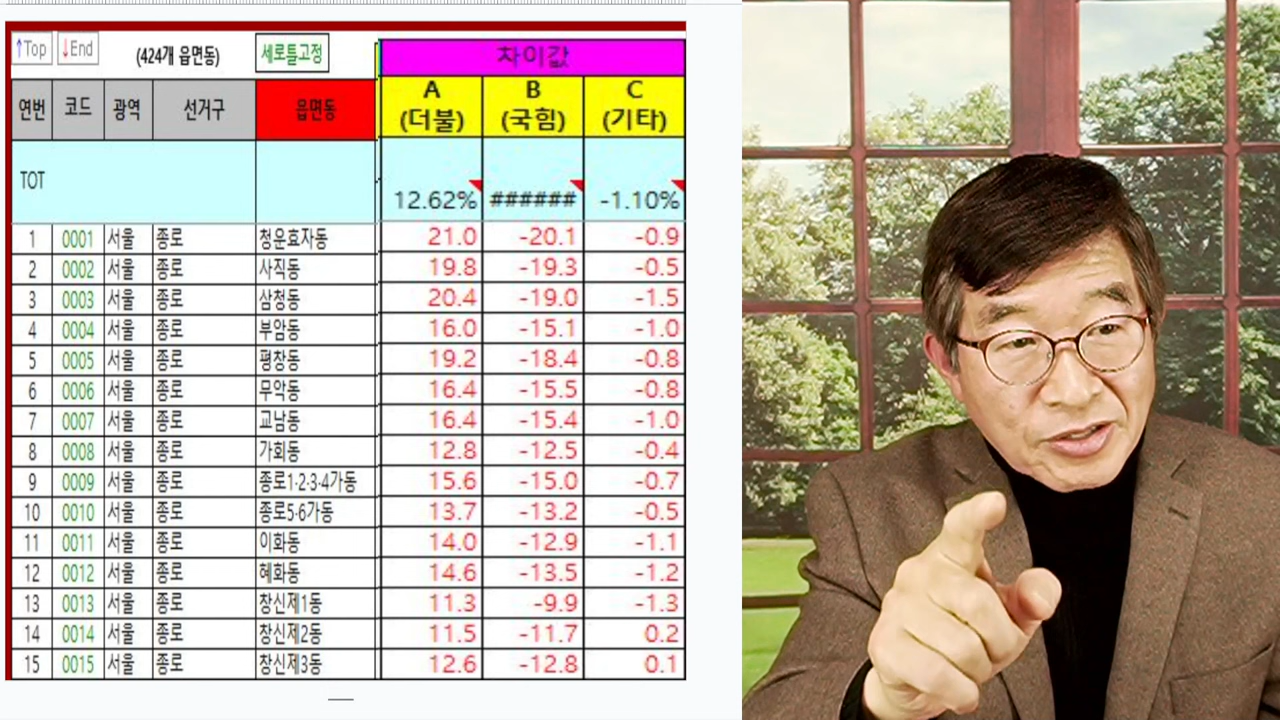 ↑Top ↓End (424개 읍면동) 세로틀고정 차이값
연번 코드 광역 선거구 읍면동 A (더불) B (국힘) C (기타)
TOT 12.62% ###### -1.10%
1 0001 서울 종로 청운효자동 21.0 -20.1 -0.9
2 0002 서울 종로 사직동 19.8 -19.3 -0.5
3 0003 서울 종로 삼청동 20.4 -19.0 -1.5
4 0004 서울 종로 부암동 16.0 -15.1 -1.0
5 0005 서울 종로 평창동 19.2 -18.4 -0.8
6 0006 서울 종로 무악동 16.4 -15.5 -0.8
7 0007 서울 종로 교남동 16.4 -15.4 -1.0
8 0008 서울 종로 가회동 12.8 -12.5 -0.4
9 0009 서울 종로 종로1·2·3·4가동 15.6 -15.0 -0.7
10 0010 서울 종로 종로5·6가동 13.7 -13.2 -0.5
11 0011 서울 종로 이화동 14.0 -12.9 -1.1
12 0012 서울 종로 혜화동 14.6 -13.5 -1.2
13 0013 서울 종로 창신제1동 11.3 -9.9 -1.3
14 0014 서울 종로 창신제2동 11.5 -11.7 0.2
15 0015 서울 종로 창신제3동 12.6 -12.8 0.1